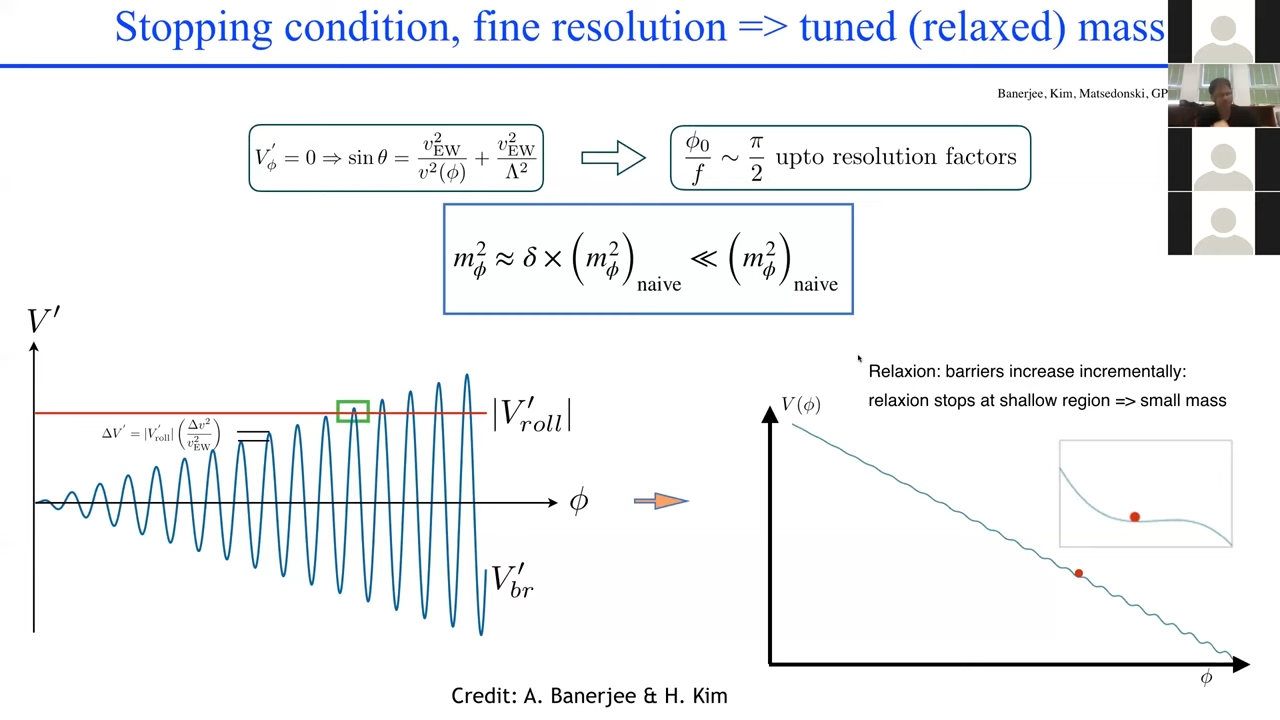 Stopping condition, fine resolution => tuned (relaxed) mass
Banerjee, Kim, Matsedonski, GP
V′_ϕ = 0 ⇒ sin θ = v²_EW / v²(ϕ) + v²_EW / Λ²
ϕ₀ / f ∼ π / 2 upto resolution factors
m²_ϕ ≈ δ × (m²_ϕ)_naive ≪ (m²_ϕ)_naive
V′
|V′_roll|
ΔV′ = |V′_roll| (Δv² / v²_EW)
ϕ
V′_br
Relaxion: barriers increase incrementally:
relaxion stops at shallow region => small mass
V(ϕ)
ϕ
Credit: A. Banerjee & H. Kim